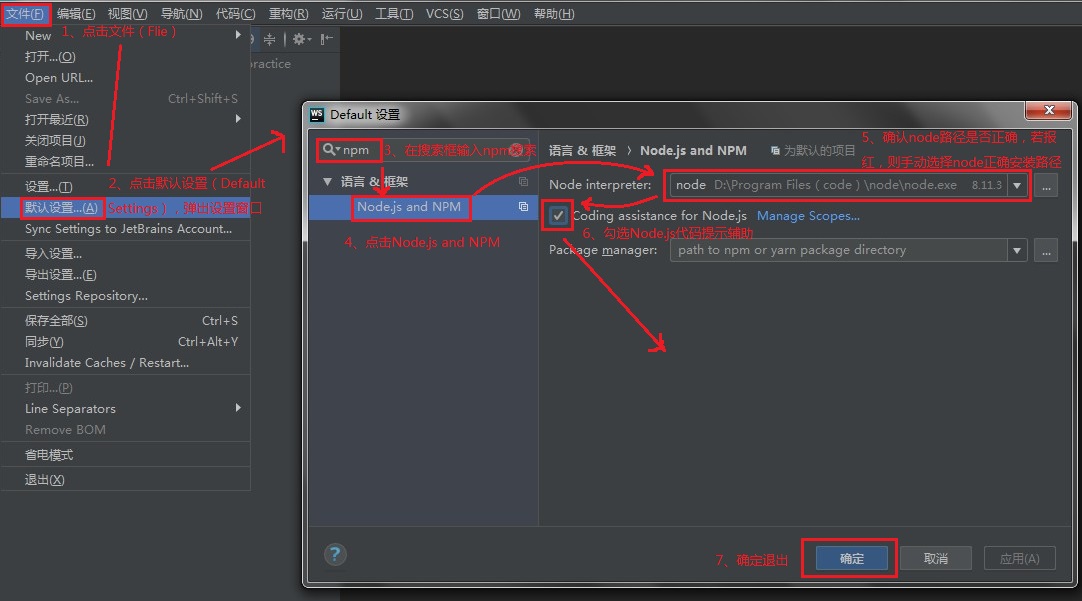 文件(F) 编辑(E) 视图(V) 导航(N) 代码(C) 重构(R) 运行(U) 工具(T) VCS(S) 窗口(W) 帮助(H)
New
1、点击文件（Flie）
打开...(O)
ractice
Open URL...
Save As... Ctrl+Shift+S
打开最近(R)
关闭项目(J)
重命名项目...
设置...(T)
2、点击默认设置（Default
默认设置...(A)
Settings），弹出设置窗口
Sync Settings to JetBrains Account...
导入设置...
导出设置...(E)
Settings Repository...
保存全部(S) Ctrl+S
同步(Y) Ctrl+Alt+Y
Invalidate Caches / Restart...
打印...(P)
Line Separators
Remove BOM
省电模式
退出(X)
WS Default 设置
npm
3、在搜索框输入npm搜索
语言 & 框架
Node.js and NPM
4、点击Node.js and NPM
语言 & 框架 › Node.js and NPM 为默认的项目
5、确认node路径是否正确，若报
红，则手动选择node正确安装路径
Node interpreter: node D:\Program Files ( code ) \node\node.exe 8.11.3 ...
Coding assistance for Node.js Manage Scopes...
6、勾选Node.js代码提示辅助
Package manager: path to npm or yarn package directory ...
?
7、确定退出
确定 取消 应用(A)